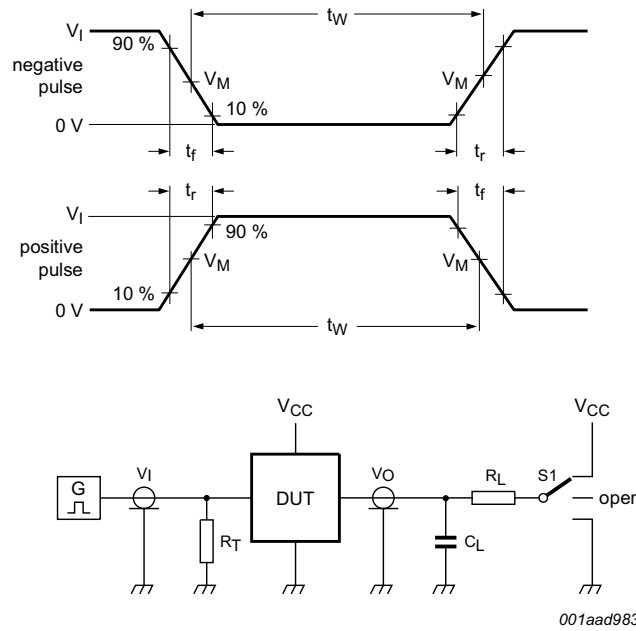 V_I
t_W
90 %
negative
pulse
V_M
V_M
10 %
0 V
t_f
t_r
t_r
t_f
V_I
90 %
positive
pulse
V_M
V_M
10 %
0 V
t_W
V_CC
V_CC
G
V_I
DUT
V_O
R_L
S1
open
R_T
C_L
001aad983